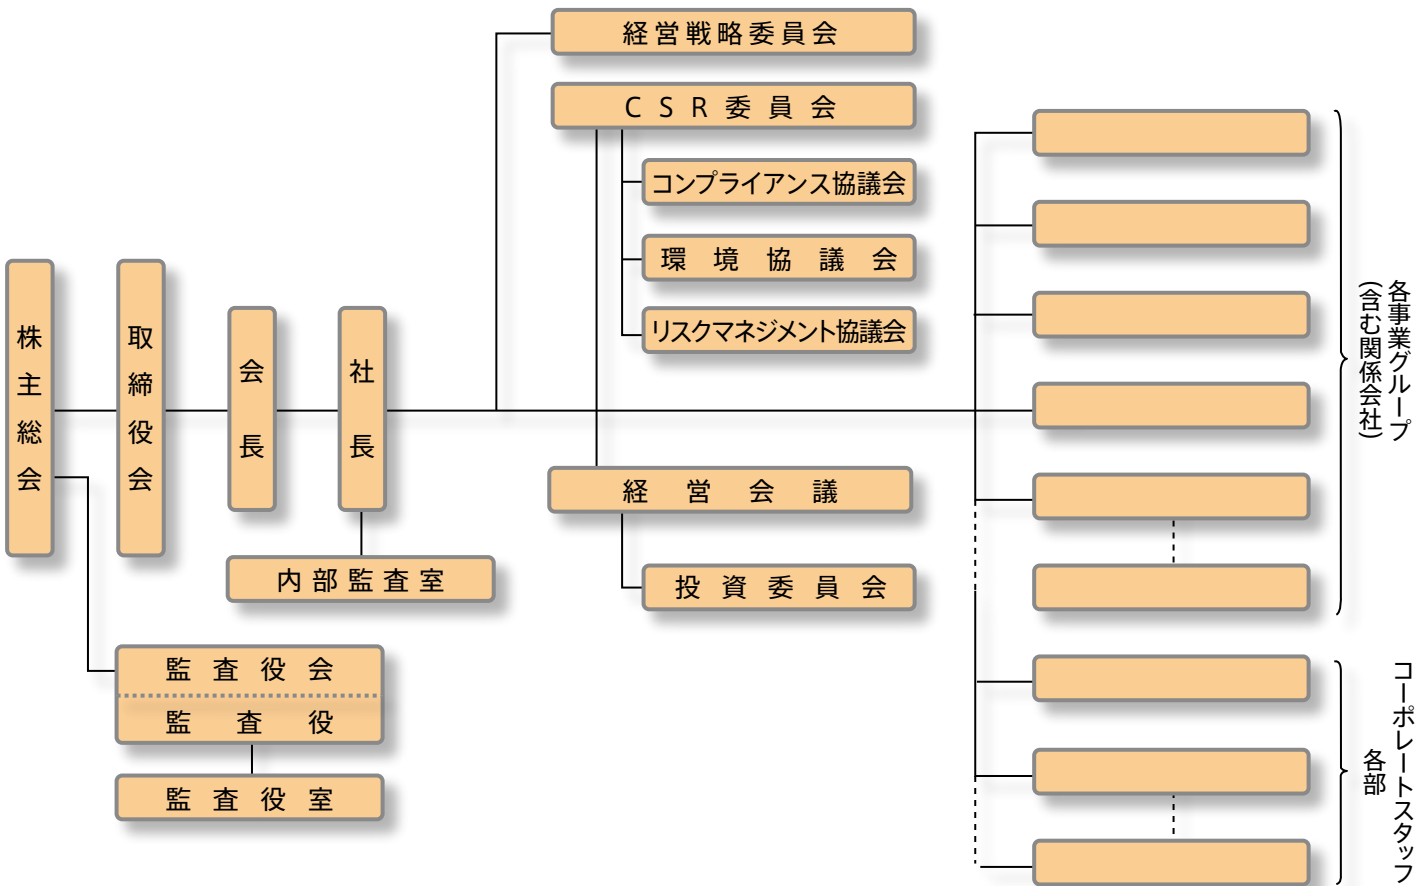 株主総会
取締役会
会長
社長
内部監査室
監査役会
監査役
監査役室
経営戦略委員会
CSR委員会
コンプライアンス協議会
環境協議会
リスクマネジメント協議会
経営会議
投資委員会
各事業グループ
(含む関係会社)
コーポレートスタッフ
各部